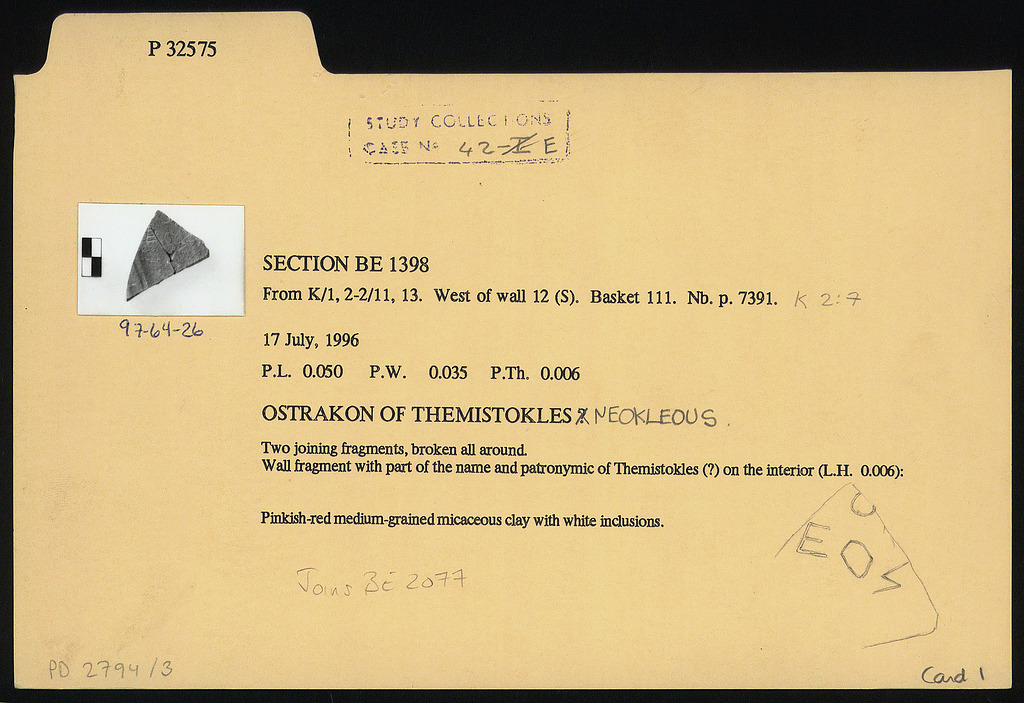 P 32575
STUDY COLLECTIONS
CASE No 42-I E
97-64-26
SECTION BE 1398
From K/1, 2-2/11, 13. West of wall 12 (S). Basket 111. Nb. p. 7391. K 2:7
17 July, 1996
P.L. 0.050 P.W. 0.035 P.Th. 0.006
OSTRAKON OF THEMISTOKLES NEOKLEOUS.
Two joining fragments, broken all around.
Wall fragment with part of the name and patronymic of Themistokles (?) on the interior (L.H. 0.006):
EOS
Pinkish-red medium-grained micaceous clay with white inclusions.
Joins BE 2077
PD 2794/3
Card 1